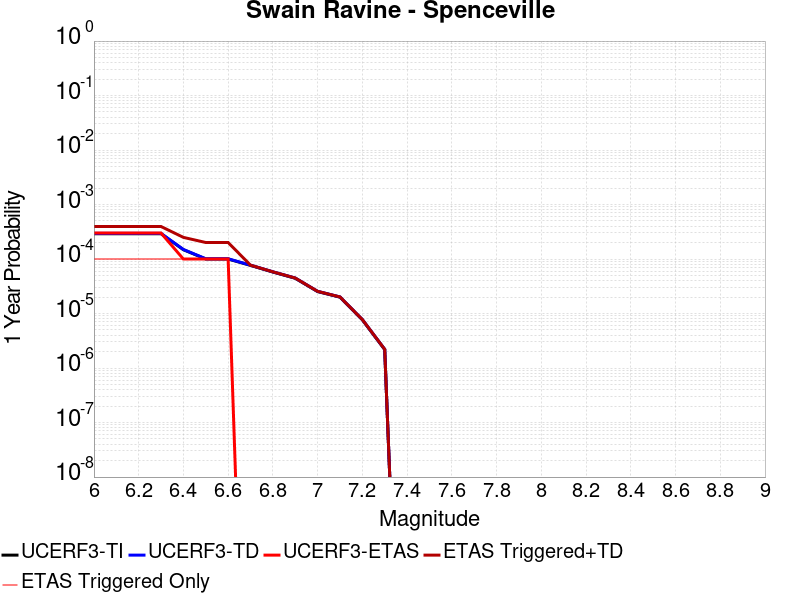 Swain Ravine - Spenceville
10^0
10^-1
10^-2
10^-3
10^-4
10^-5
10^-6
10^-7
10^-8
1 Year Probability
6 6.2 6.4 6.6 6.8 7 7.2 7.4 7.6 7.8 8 8.2 8.4 8.6 8.8 9
Magnitude
UCERF3-TI UCERF3-TD UCERF3-ETAS ETAS Triggered+TD
ETAS Triggered Only